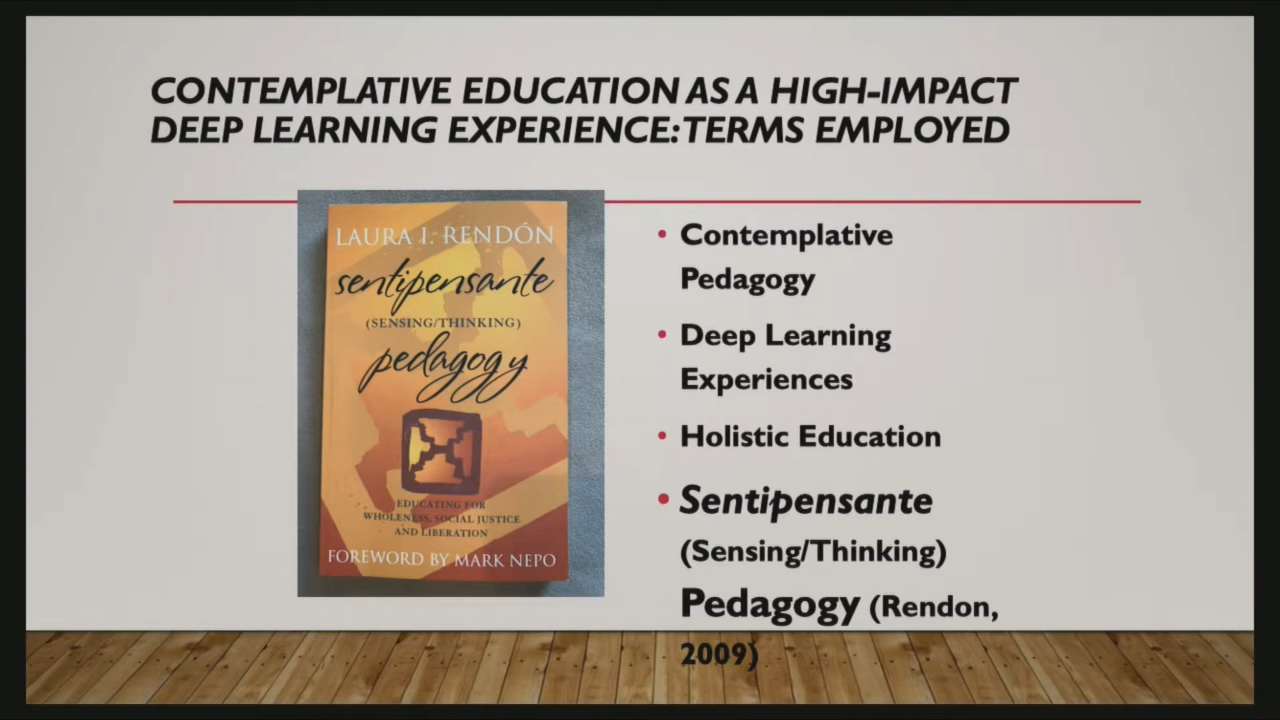 CONTEMPLATIVE EDUCATION AS A HIGH-IMPACT
DEEP LEARNING EXPERIENCE: TERMS EMPLOYED
LAURA I. RENDÓN
sentipensante
(SENSING/THINKING)
pedagogy
EDUCATING FOR
WHOLENESS, SOCIAL JUSTICE
AND LIBERATION
FOREWORD BY MARK NEPO
• Contemplative
Pedagogy
• Deep Learning
Experiences
• Holistic Education
• Sentipensante
(Sensing/Thinking)
Pedagogy (Rendon,
2009)